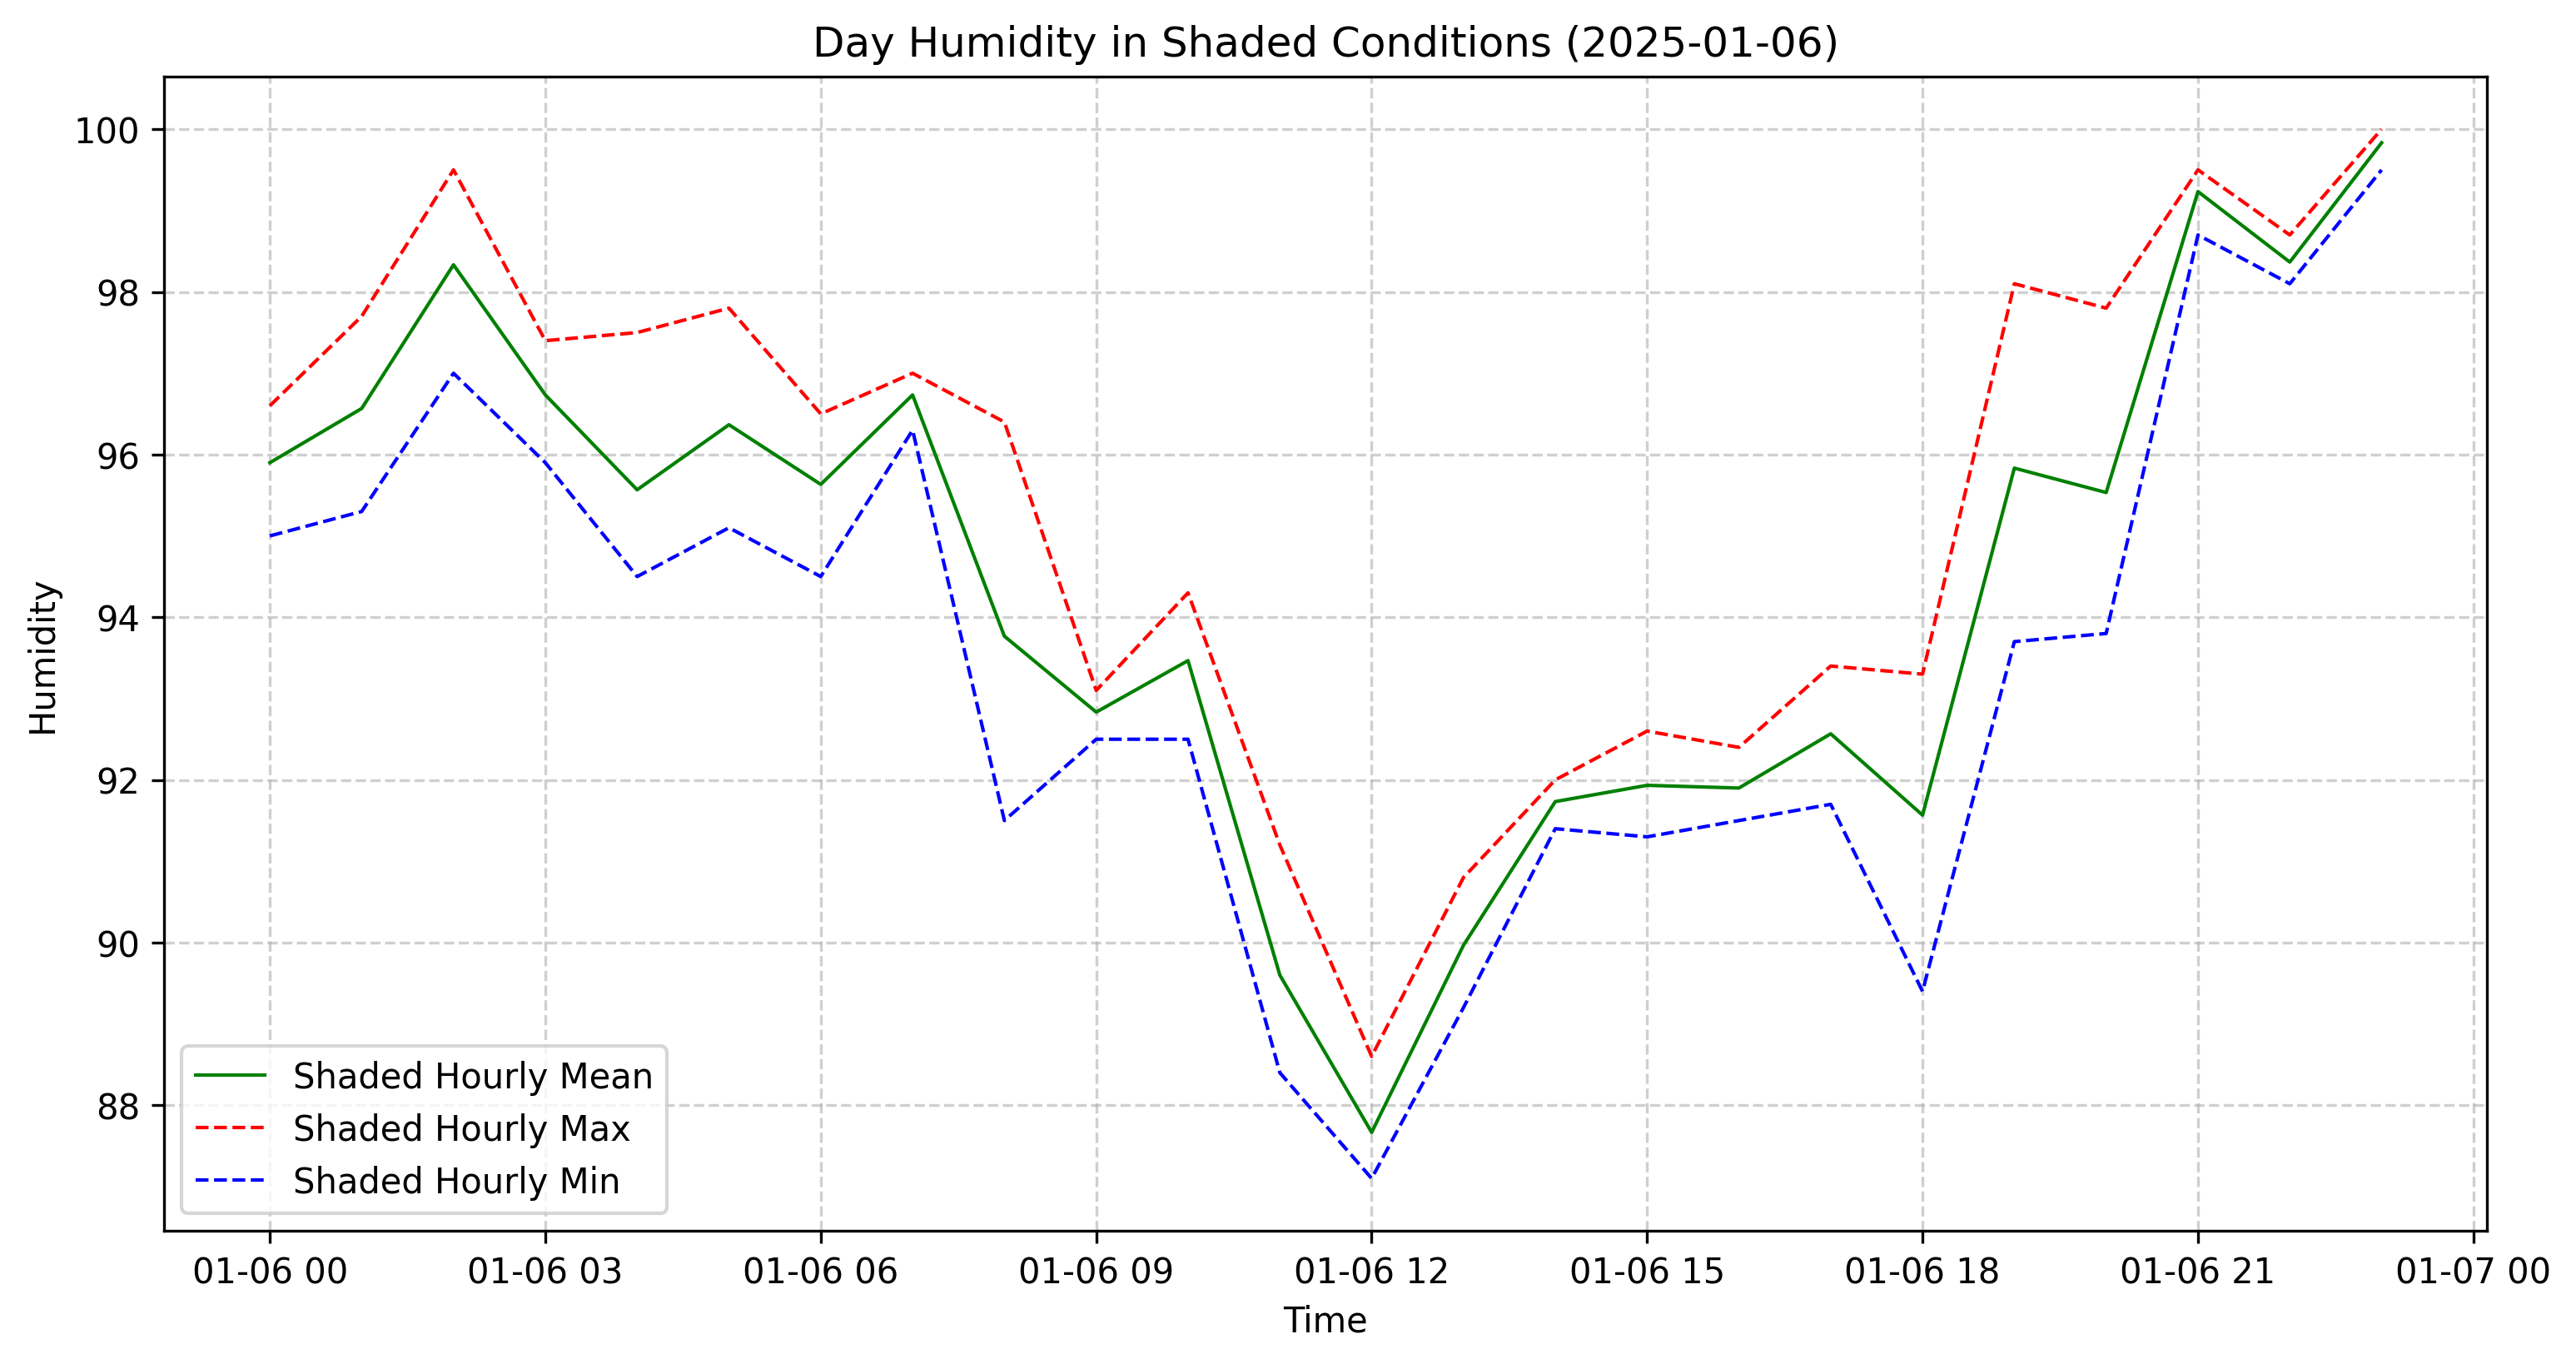 Day Humidity in Shaded Conditions (2025-01-06)
100
98
96
94
92
90
88
Humidity
Shaded Hourly Mean
Shaded Hourly Max
Shaded Hourly Min
01-06 00 01-06 03 01-06 06 01-06 09 01-06 12 01-06 15 01-06 18 01-06 21 01-07 00
Time